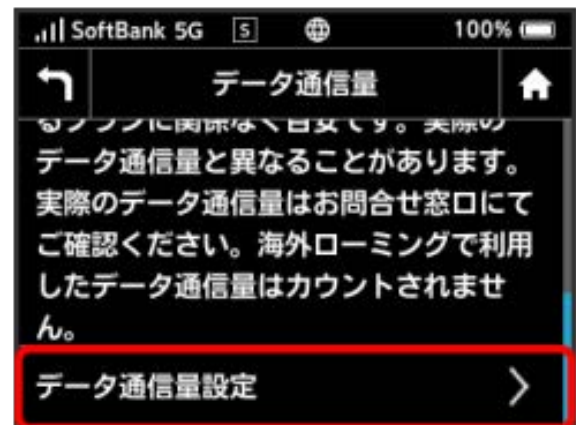 SoftBank 5G S 100%
データ通信量
データ通信量と異なることがあります。
実際のデータ通信量はお問合せ窓口にて
ご確認ください。海外ローミングで利用
したデータ通信量はカウントされませ
ん。
データ通信量設定